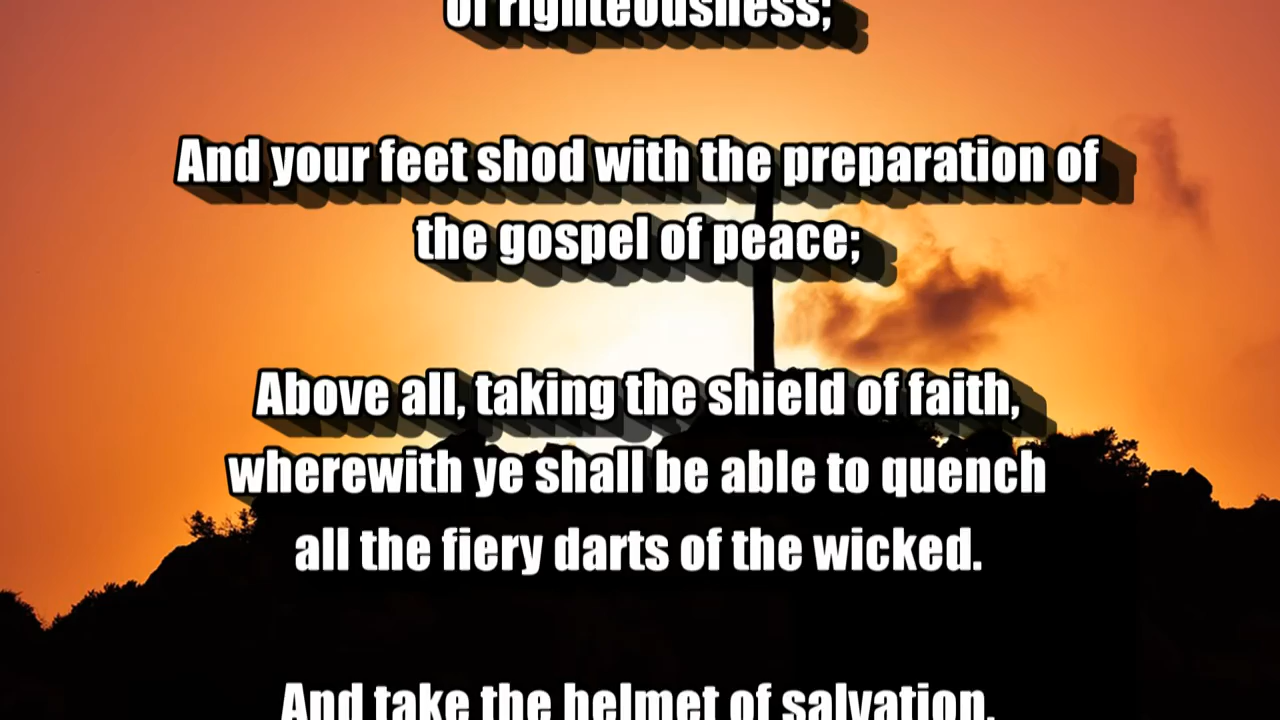 of righteousness;
And your feet shod with the preparation of
the gospel of peace;
Above all, taking the shield of faith,
wherewith ye shall be able to quench
all the fiery darts of the wicked.
And take the helmet of salvation,